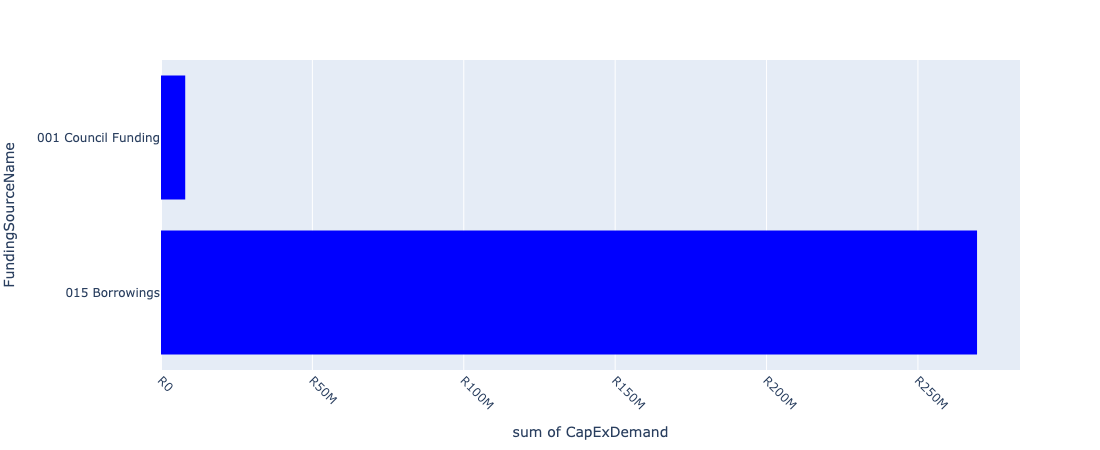 FundingSourceName
001 Council Funding
015 Borrowings
R0
R50M
R100M
R150M
R200M
R250M
sum of CapExDemand